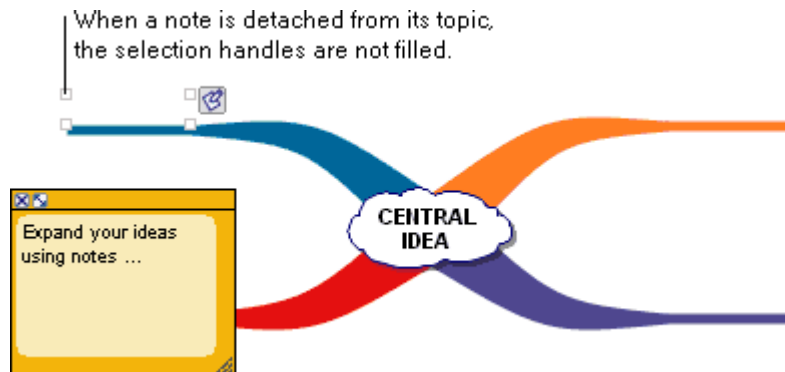 When a note is detached from its topic,
the selection handles are not filled.
CENTRAL
IDEA
Expand your ideas
using notes ...